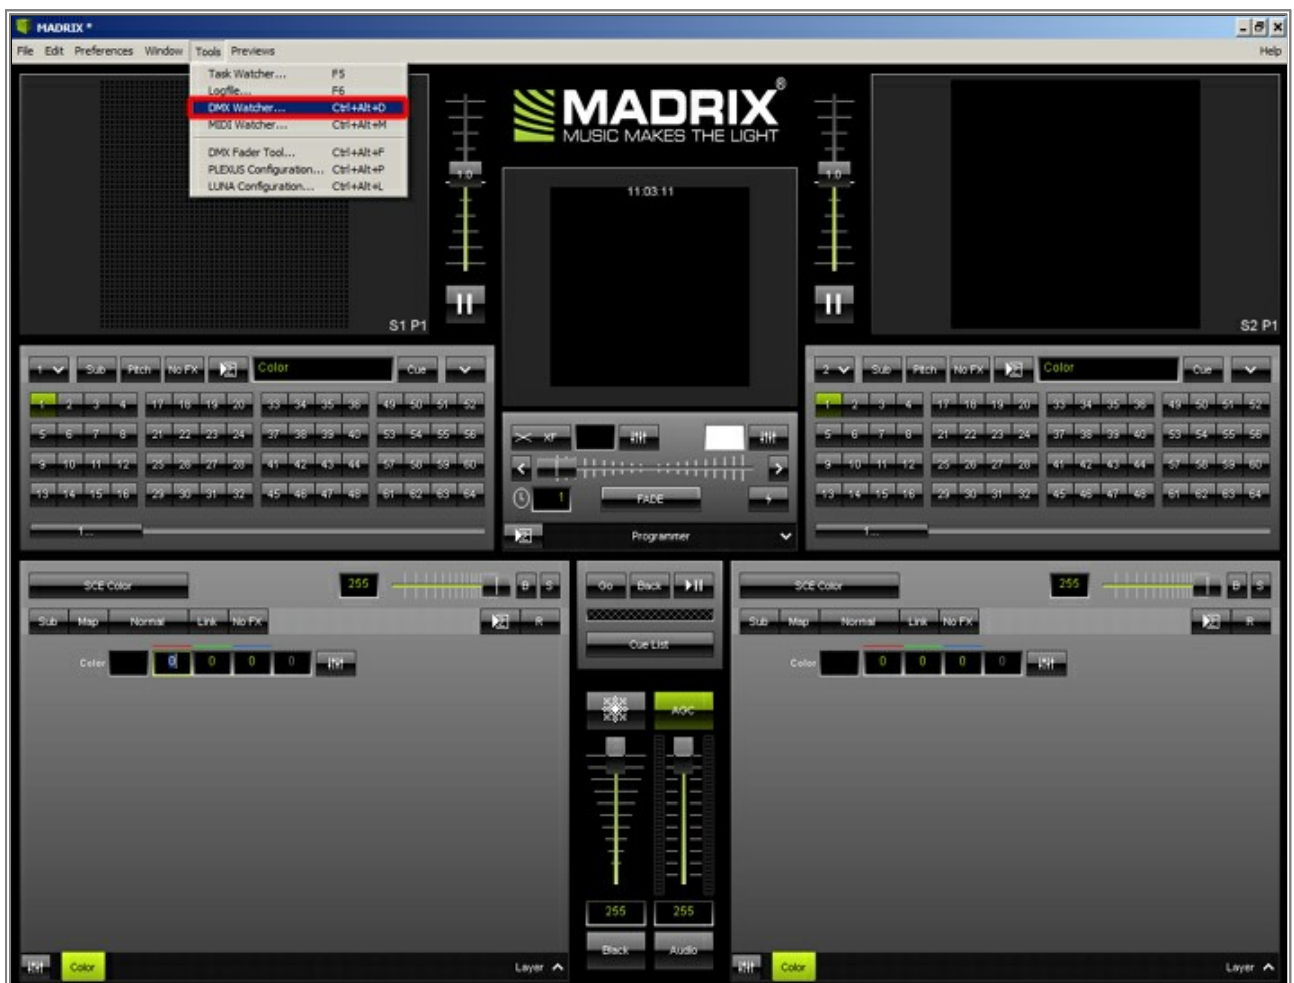 MADRIX *
File Edit Preferences Window Tools Previews Help
Task Watcher... F5
Logfile... F6
DMX Watcher... Ctrl+Alt+D
MIDI Watcher... Ctrl+Alt+M
DMX Fader Tool... Ctrl+Alt+F
PLEXUS Configuration... Ctrl+Alt+P
LUNA Configuration... Ctrl+Alt+L
MADRIX®
MUSIC MAKES THE LIGHT
1.0 1.0
11:03:11
S1 P1 S2 P1
1 Sub Pitch No FX Color Cue
1 2 3 4 17 18 19 20 33 34 35 36 49 50 51 52
5 6 7 8 21 22 23 24 37 38 39 40 53 54 55 56
9 10 11 12 25 26 27 28 41 42 43 44 57 58 59 60
13 14 15 16 29 30 31 32 45 46 47 48 61 62 63 64
1...
XF
1 FADE
Programmer
2 Sub Pitch No FX Color Cue
1 2 3 4 17 18 19 20 33 34 35 36 49 50 51 52
5 6 7 8 21 22 23 24 37 38 39 40 53 54 55 56
9 10 11 12 25 26 27 28 41 42 43 44 57 58 59 60
13 14 15 16 29 30 31 32 45 46 47 48 61 62 63 64
1...
SCE Color 255 B S
Sub Map Normal Link No FX R
Color 0 0 0 0
Go Back
Cue List
AGC
255 255
Black Audio
SCE Color 255 B S
Sub Map Normal Link No FX R
Color 0 0 0 0
Color Layer
Color Layer